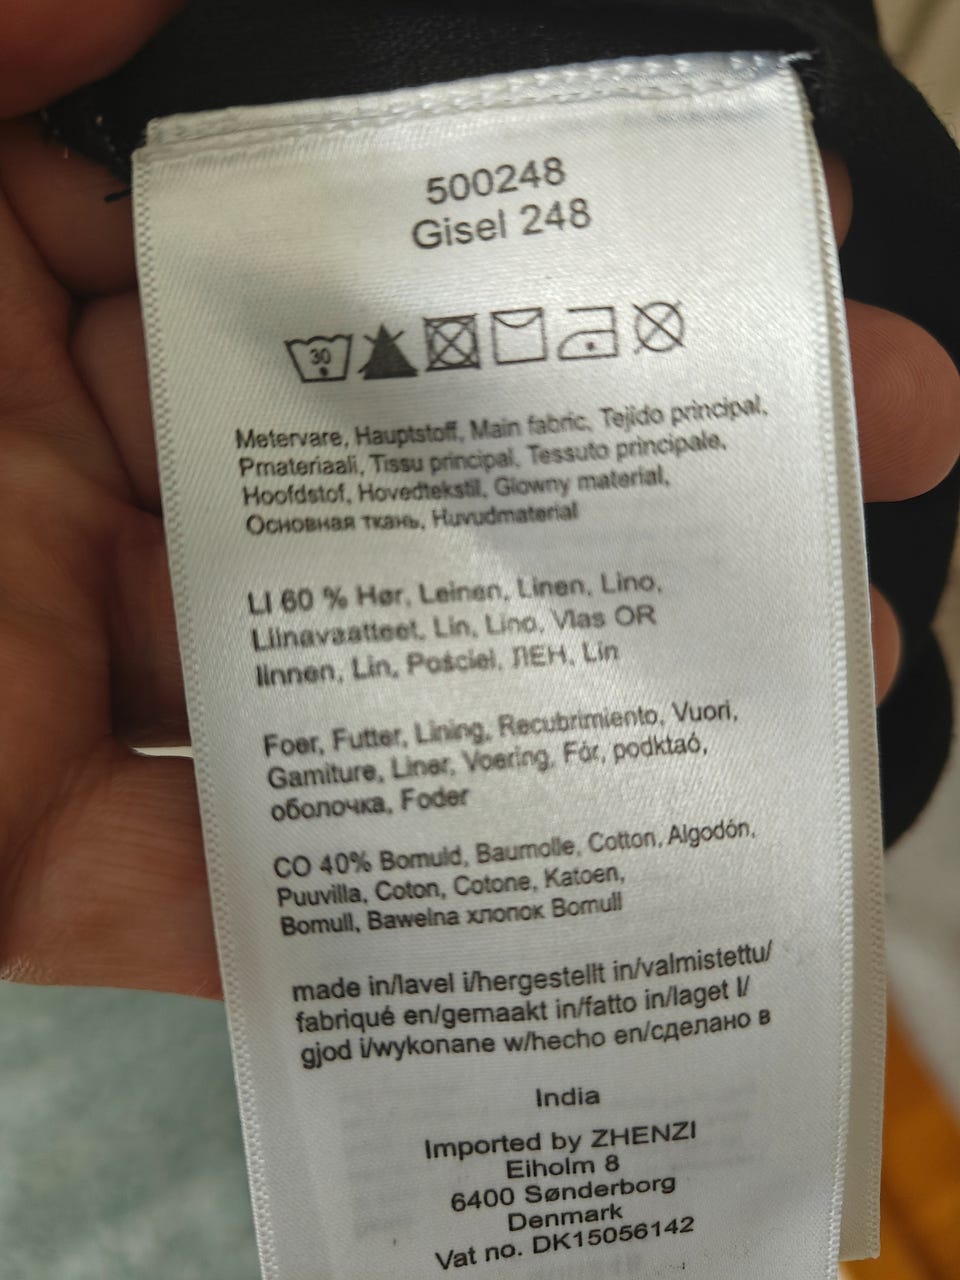 500248
Gisel 248
30
Metervare, Hauptstoff, Main fabric, Tejido principal,
Pmateriaali, Tissu principal, Tessuto principale,
Hoofdstof, Hovedtekstil, Glowny material,
Основная ткань, Huvudmaterial
LI 60 % Hør, Leinen, Linen, Lino,
Liinavaatteet, Lin, Lino, Vlas OR
linnen, Lin, Pościel, ЛЕН, Lin
Foer, Futter, Lining, Recubrimiento, Vuori,
Garniture, Liner, Voering, Fór, podktaó,
оболочка, Foder
CO 40% Bomuld, Baumolle, Cotton, Algodón,
Puuvilla, Coton, Cotone, Katoen,
Bomull, Bawelna хлопок Bomull
made in/lavel i/hergestellt in/valmistettu/
fabriqué en/gemaakt in/fatto in/laget I/
gjod i/wykonane w/hecho en/сделано в
India
Imported by ZHENZI
Eiholm 8
6400 Sønderborg
Denmark
Vat no. DK15056142